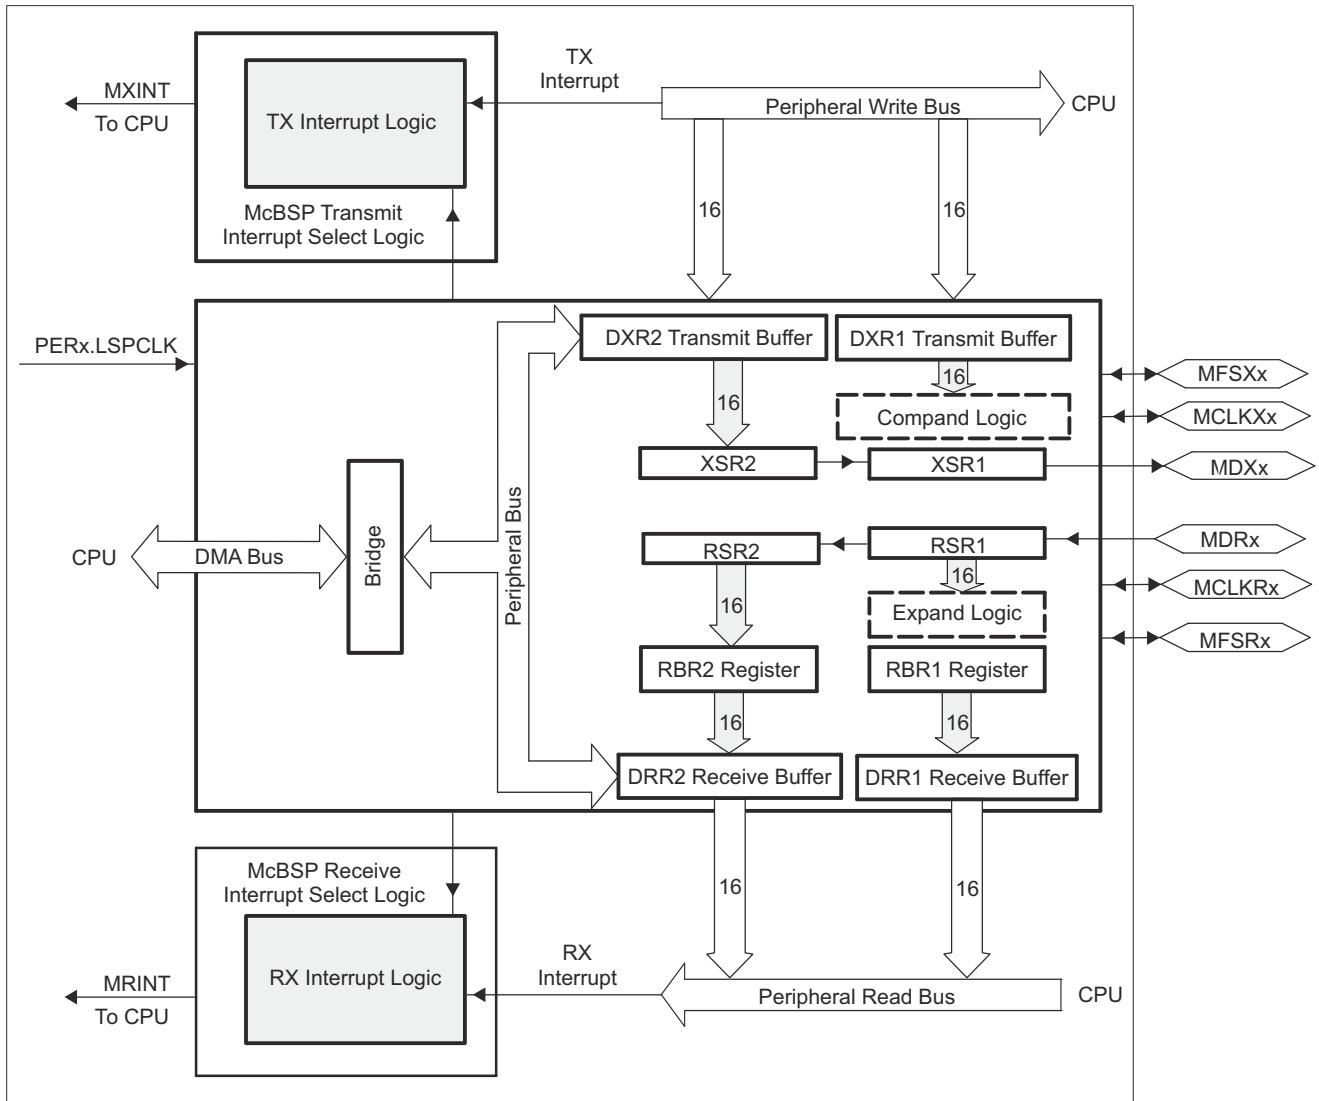 TX
Interrupt
MXINT
To CPU
TX Interrupt Logic
Peripheral Write Bus
CPU
McBSP Transmit
Interrupt Select Logic
16
16
PERx.LSPCLK
DXR2 Transmit Buffer
DXR1 Transmit Buffer
MFSXx
16
16
Compand Logic
MCLKXx
XSR2
XSR1
MDXx
CPU
DMA Bus
Bridge
Peripheral Bus
RSR2
RSR1
MDRx
16
16
Expand Logic
MCLKRx
MFSRx
RBR2 Register
RBR1 Register
16
16
DRR2 Receive Buffer
DRR1 Receive Buffer
McBSP Receive
Interrupt Select Logic
16
16
RX Interrupt Logic
RX
Interrupt
MRINT
To CPU
Peripheral Read Bus
CPU